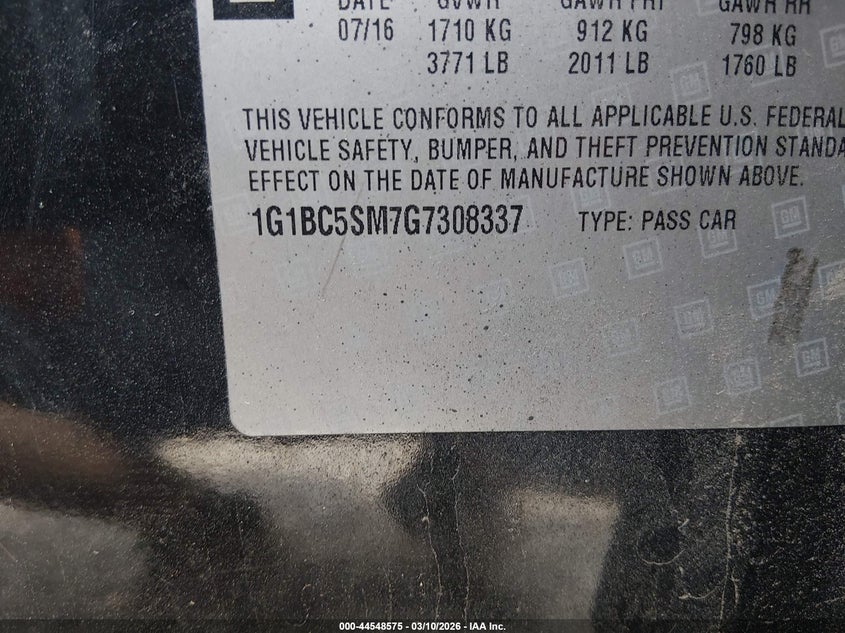 DATE GVWR GAWR FRT GAWR RR
07/16 1710 KG 912 KG 798 KG
3771 LB 2011 LB 1760 LB
THIS VEHICLE CONFORMS TO ALL APPLICABLE U.S. FEDERAL
VEHICLE SAFETY, BUMPER, AND THEFT PREVENTION STANDA
EFFECT ON THE DATE OF MANUFACTURE SHOWN ABOVE.
1G1BC5SM7G7308337 TYPE: PASS CAR
GM
000-44548575 — 03/10/2026 — IAA Inc.